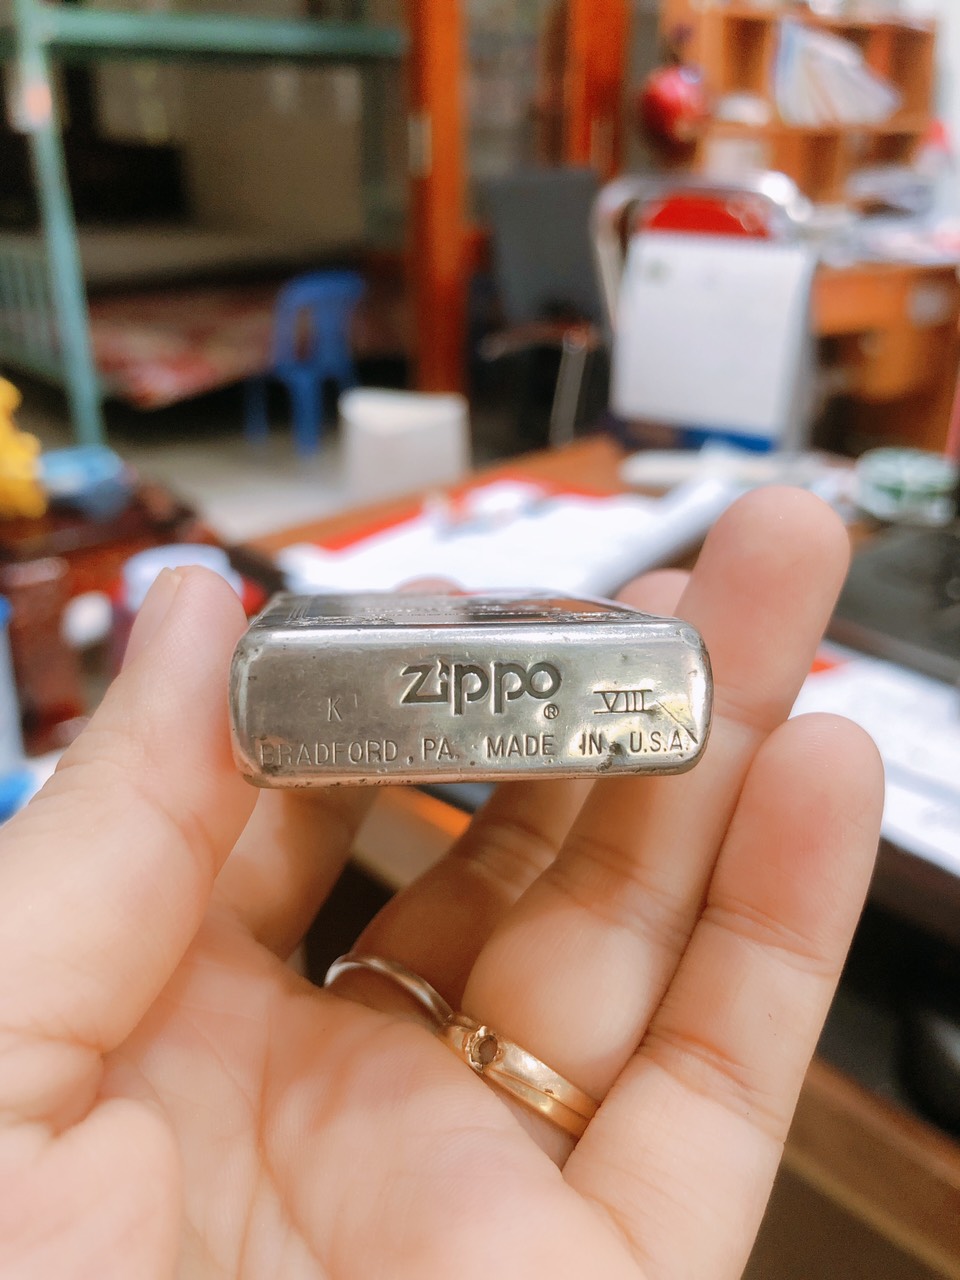 zippo ®
K VIII
BRADFORD, PA. MADE IN U.S.A.